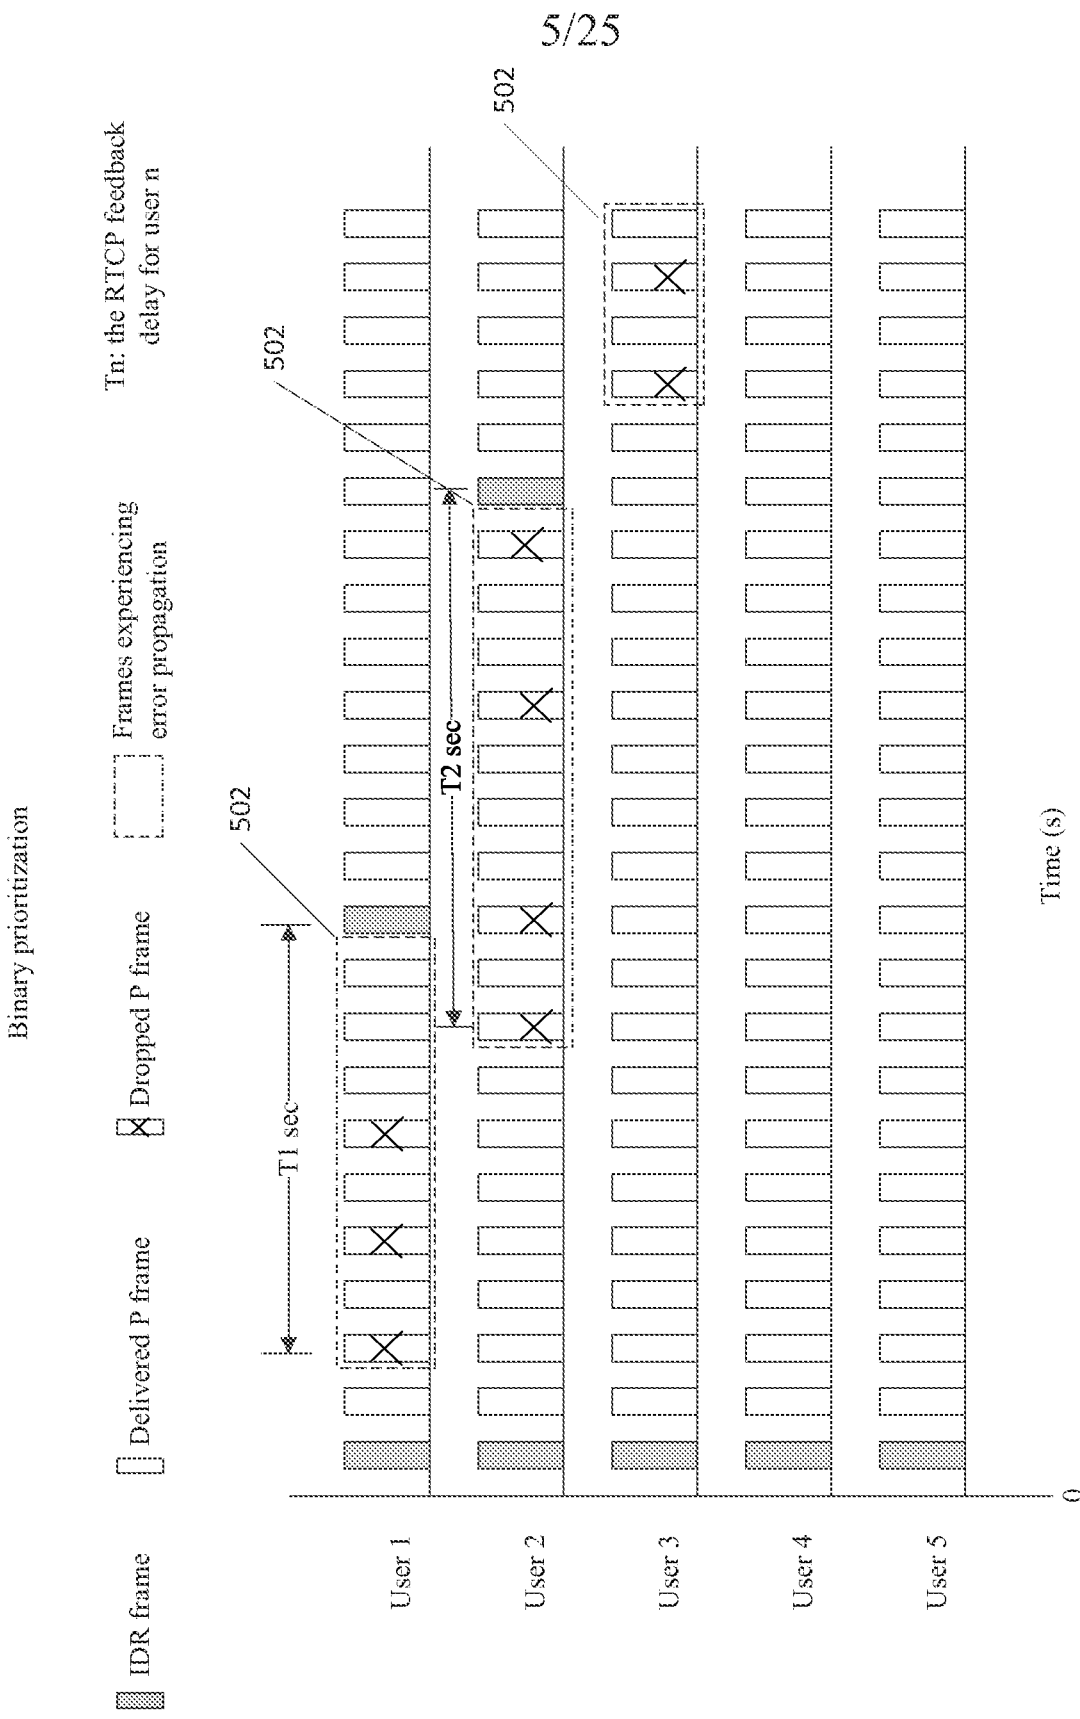 5/25
Binary prioritization
IDR frame
Delivered P frame
Dropped P frame
Frames experiencing
error propagation
Tn: the RTCP feedback
delay for user n
502
502
502
T1 sec
T2 sec
User 1
User 2
User 3
User 4
User 5
0
Time (s)